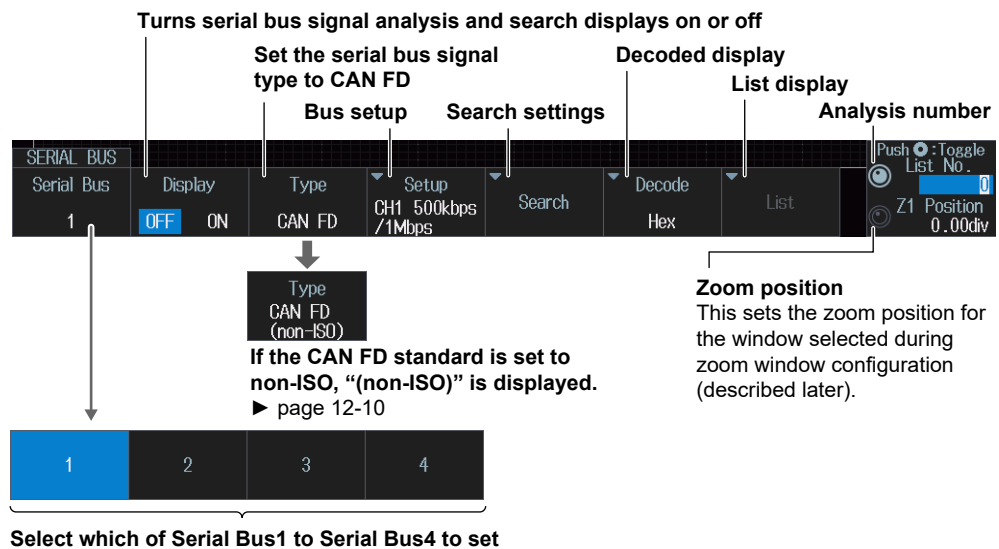 Turns serial bus signal analysis and search displays on or off
Set the serial bus signal
type to CAN FD
Decoded display
List display
Bus setup
Search settings
Analysis number
SERIAL BUS
Serial Bus
1
Display
OFF ON
Type
CAN FD
Setup
CH1 500kbps
/1Mbps
Search
Decode
Hex
List
Push :Toggle
List No.
0
Z1 Position
0.00div
Type
CAN FD
(non-ISO)
If the CAN FD standard is set to
non-ISO, “(non-ISO)” is displayed.
► page 12-10
Zoom position
This sets the zoom position for
the window selected during
zoom window configuration
(described later).
1 2 3 4
Select which of Serial Bus1 to Serial Bus4 to set